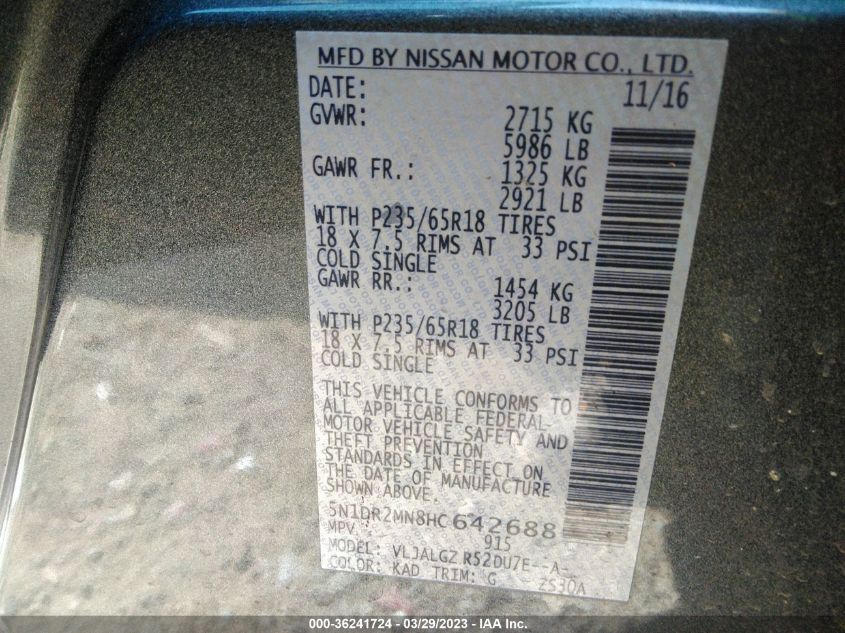 MFD BY NISSAN MOTOR CO., LTD.
DATE: 11/16
GVWR: 2715 KG
5986 LB
GAWR FR.: 1325 KG
2921 LB
WITH P235/65R18 TIRES
18 X 7.5 RIMS AT 33 PSI
COLD SINGLE
GAWR RR.: 1454 KG
3205 LB
WITH P235/65R18 TIRES
18 X 7.5 RIMS AT 33 PSI
COLD SINGLE
THIS VEHICLE CONFORMS TO
ALL APPLICABLE FEDERAL
MOTOR VEHICLE SAFETY AND
THEFT PREVENTION
STANDARDS IN EFFECT ON
THE DATE OF MANUFACTURE
SHOWN ABOVE.
5N1DR2MN8HC 642688
MPV 915
MODEL: VLJALGZ R52DU7E--A-
COLOR: KAD TRIM: G 2S30A
000-36241724 - 03/29/2023 - IAA Inc.